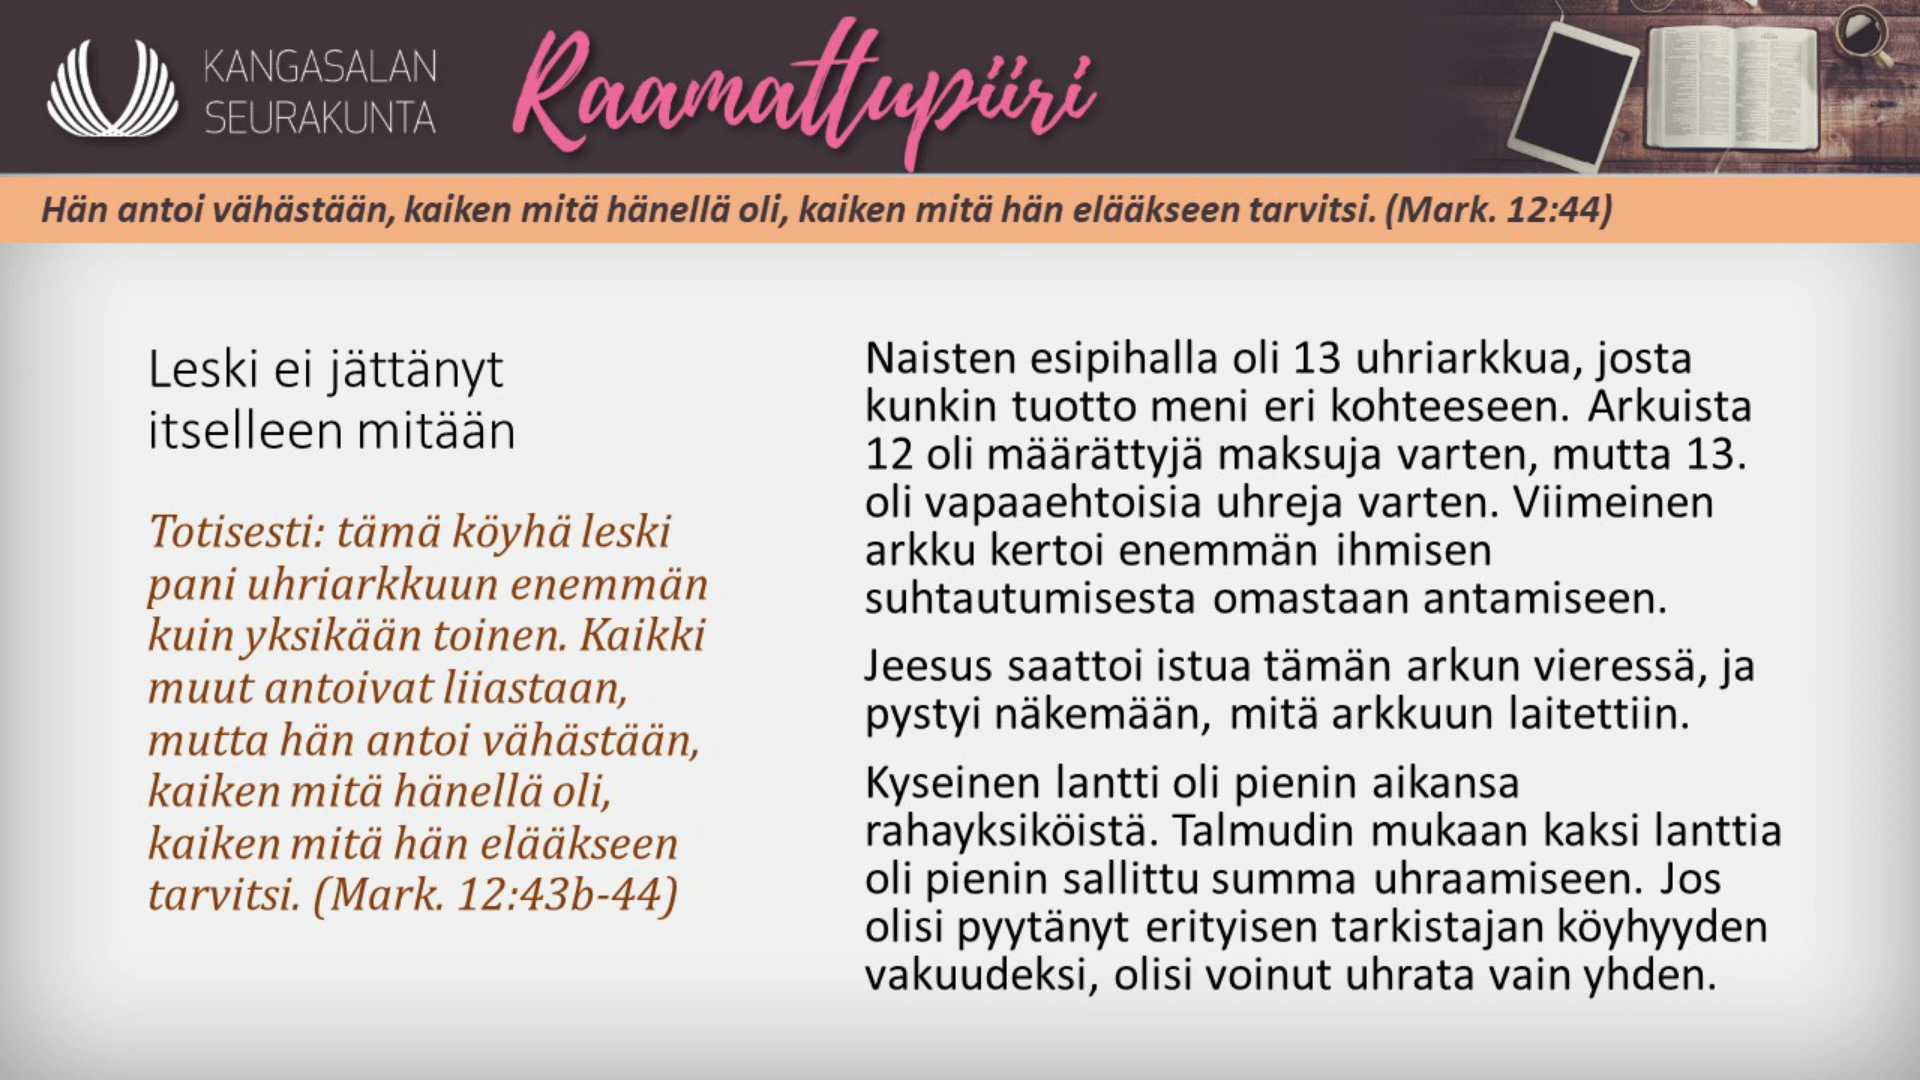 KANGASALAN
SEURAKUNTA
Raamattupiiri
Hän antoi vähästään, kaiken mitä hänellä oli, kaiken mitä hän elääkseen tarvitsi. (Mark. 12:44)
Leski ei jättänyt
itselleen mitään
Totisesti: tämä köyhä leski
pani uhriarkkuun enemmän
kuin yksikään toinen. Kaikki
muut antoivat liiastaan,
mutta hän antoi vähästään,
kaiken mitä hänellä oli,
kaiken mitä hän elääkseen
tarvitsi. (Mark. 12:43b-44)
Naisten esipihalla oli 13 uhriarkkua, josta
kunkin tuotto meni eri kohteeseen. Arkuista
12 oli määrättyjä maksuja varten, mutta 13.
oli vapaaehtoisia uhreja varten. Viimeinen
arkku kertoi enemmän ihmisen
suhtautumisesta omastaan antamiseen.
Jeesus saattoi istua tämän arkun vieressä, ja
pystyi näkemään, mitä arkkuun laitettiin.
Kyseinen lantti oli pienin aikansa
rahayksiköistä. Talmudin mukaan kaksi lanttia
oli pienin sallittu summa uhraamiseen. Jos
olisi pyytänyt erityisen tarkistajan köyhyyden
vakuudeksi, olisi voinut uhrata vain yhden.